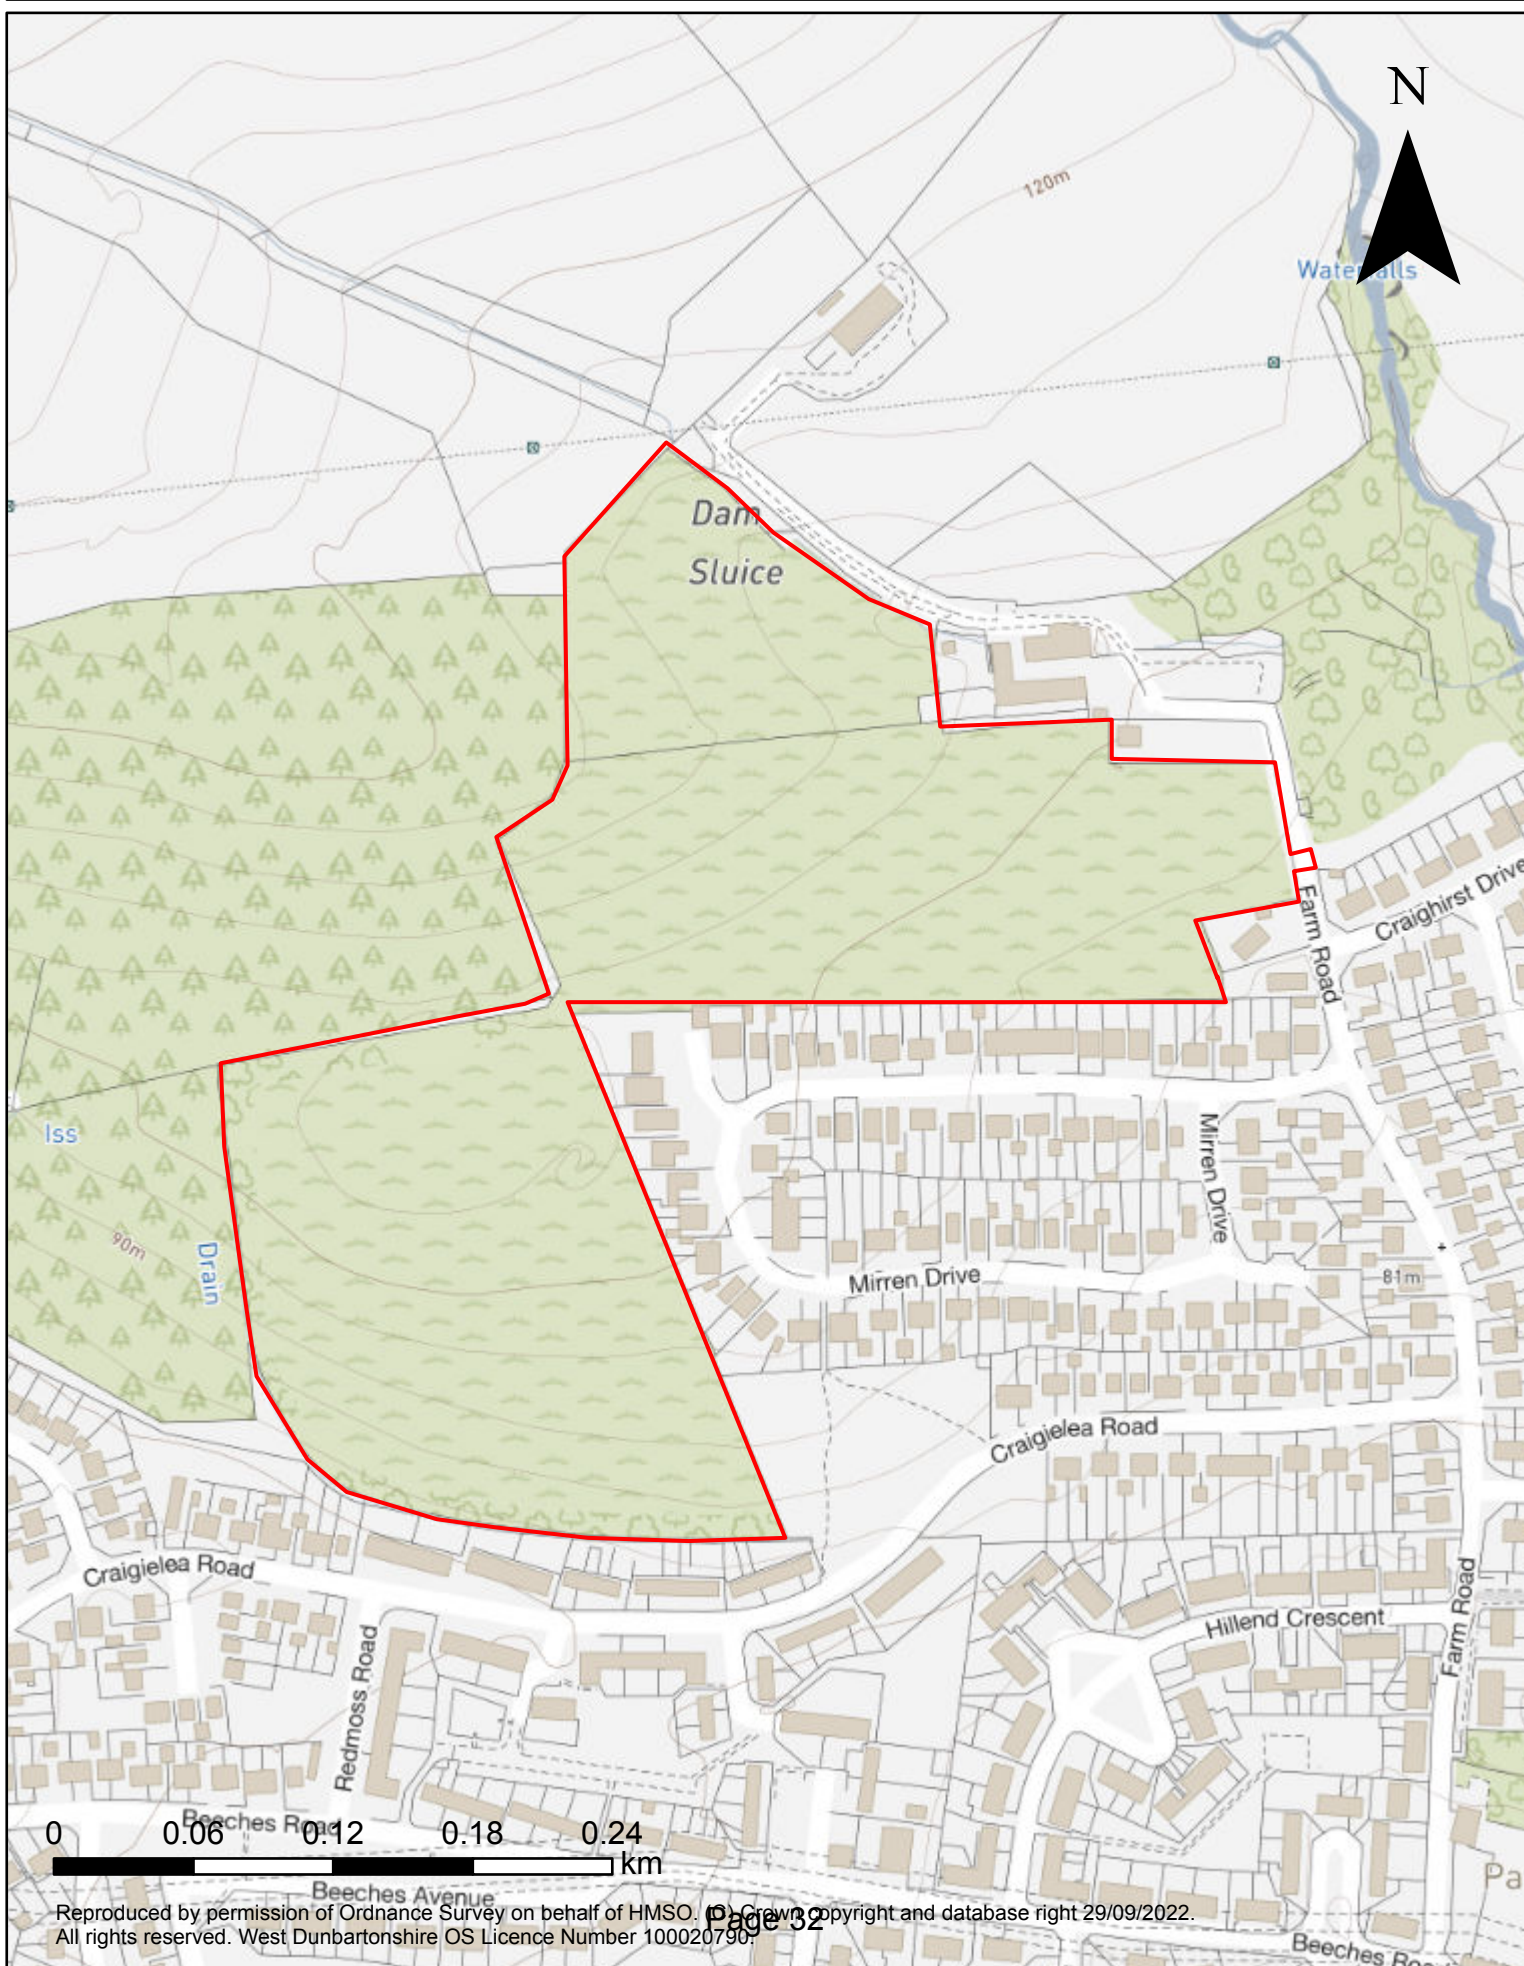 N
120m
Waterfalls
Dam
Sluice
Craighirst Drive
Farm Road
Iss
Mirren Drive
90m
Drain
Mirren Drive
81m
Craigielea Road
Craigielea Road
Hillend Crescent
Farm Road
Redmoss Road
Beeches Road
0 0.06 0.12 0.18 0.24
km
Pa
Beeches Avenue
Reproduced by permission of Ordnance Survey on behalf of HMSO. (C) Crown copyright and database right 29/09/2022.
Page 32
All rights reserved. West Dunbartonshire OS Licence Number 100020790.
Beeches Road